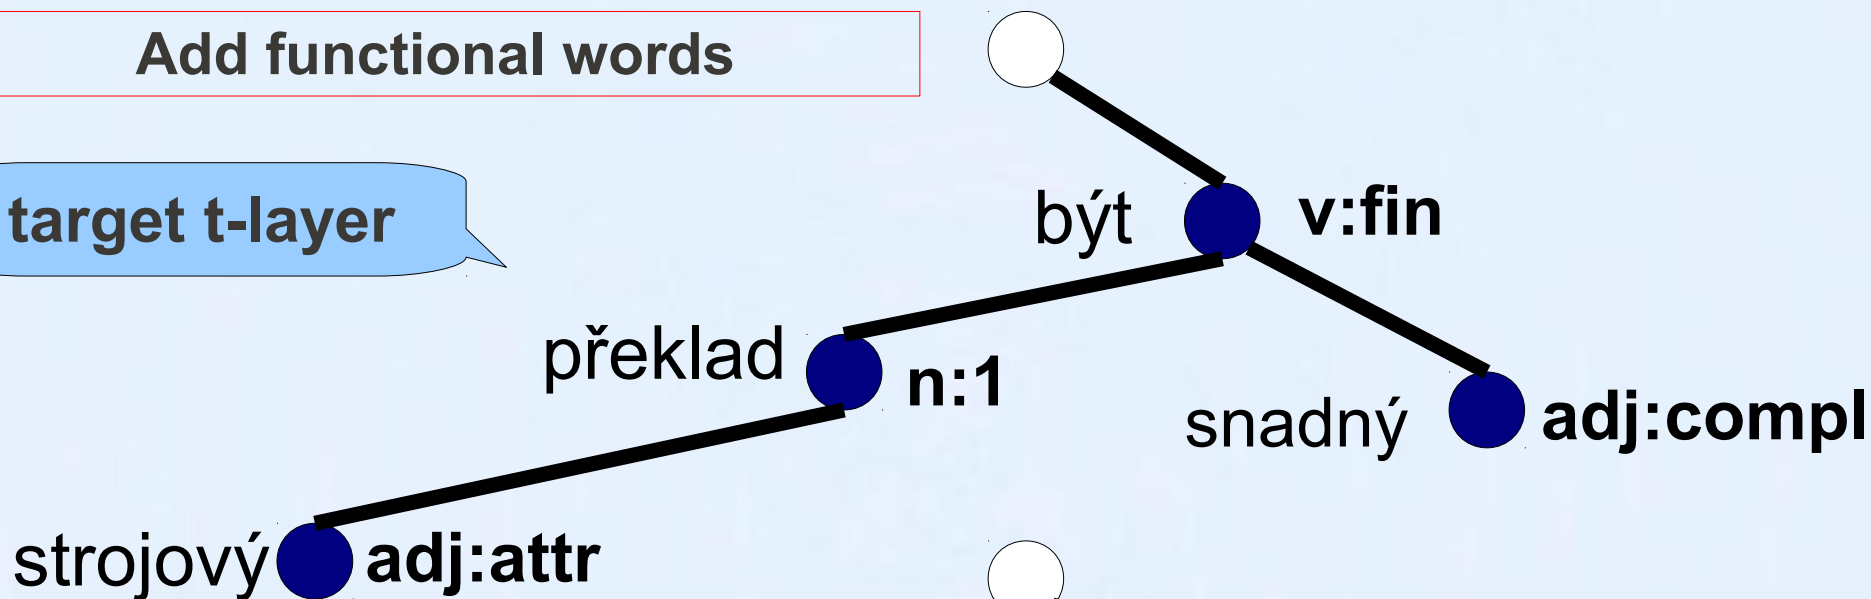 Add functional words
target t-layer
být v:fin
překlad n:1
snadný adj:compl
strojový adj:attr